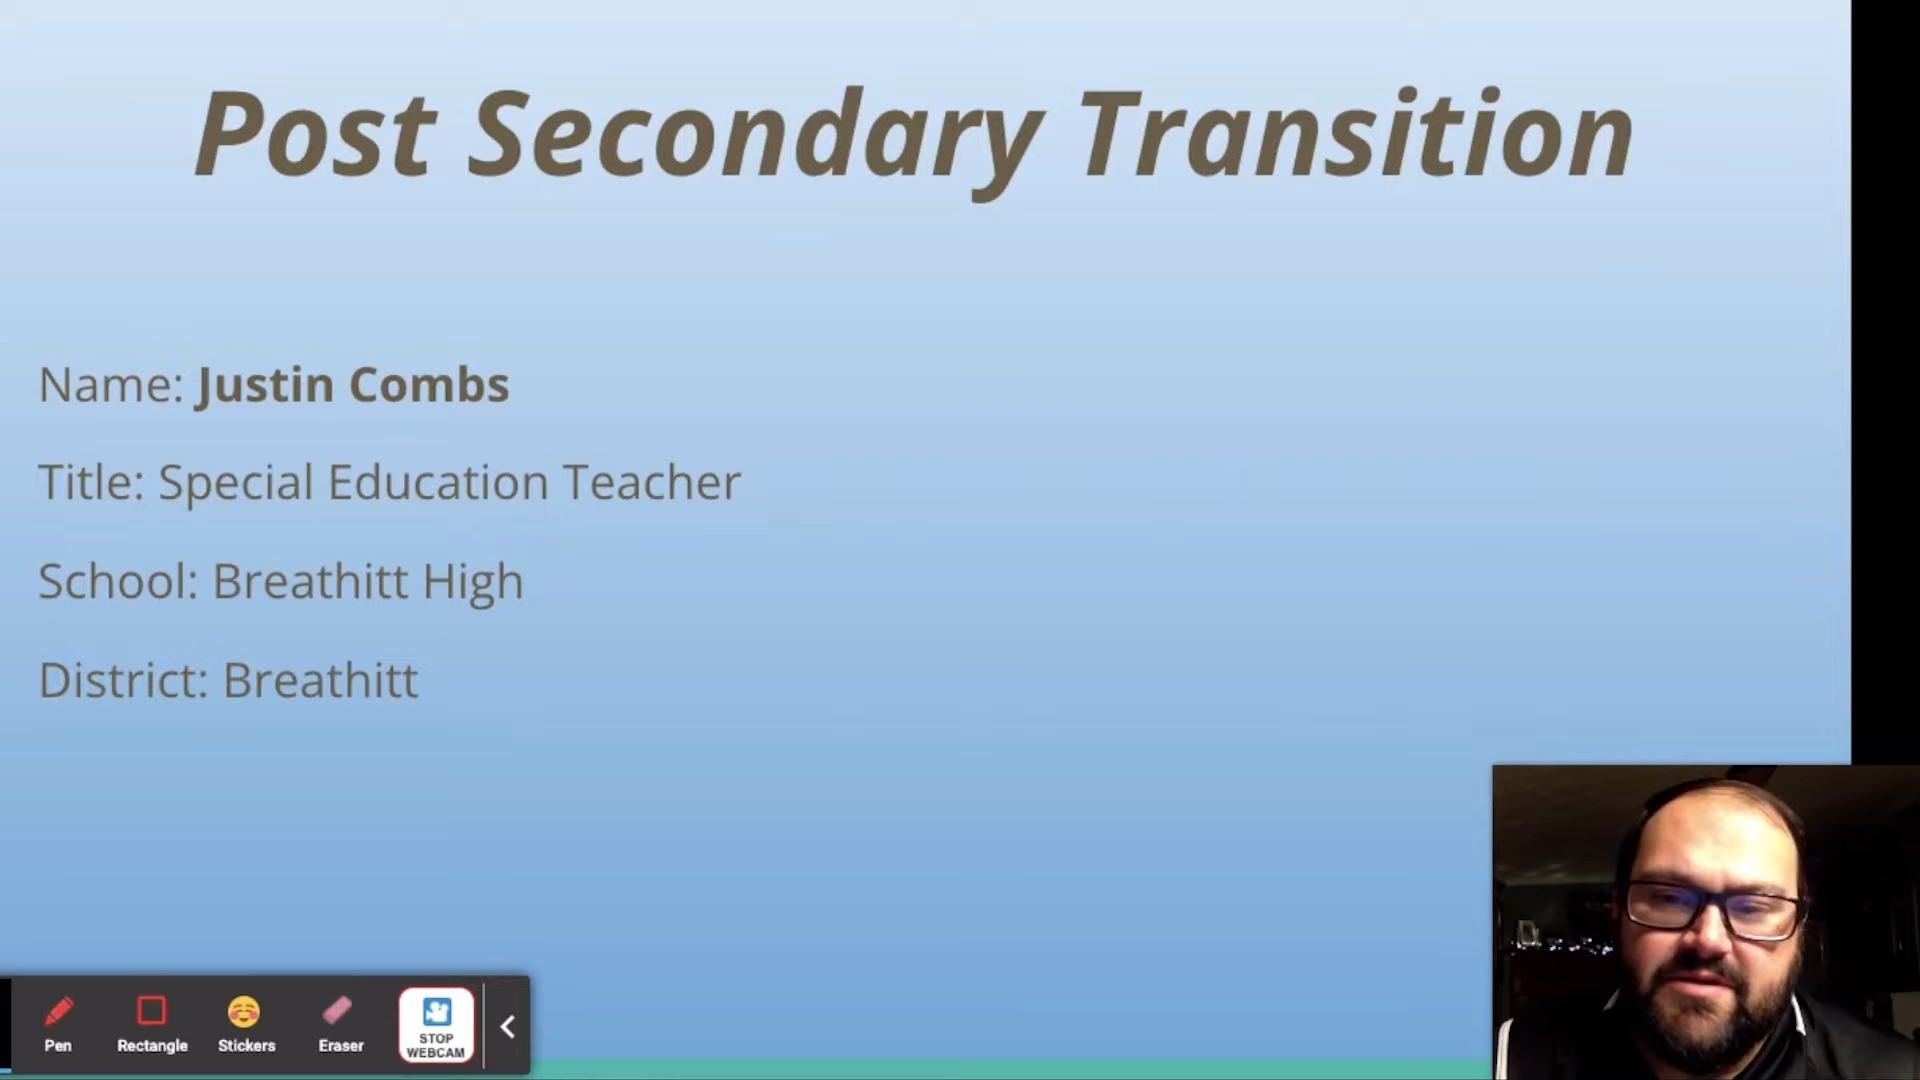 Post Secondary Transition
Name: Justin Combs
Title: Special Education Teacher
School: Breathitt High
District: Breathitt
Pen
Rectangle
Stickers
Eraser
STOP
WEBCAM